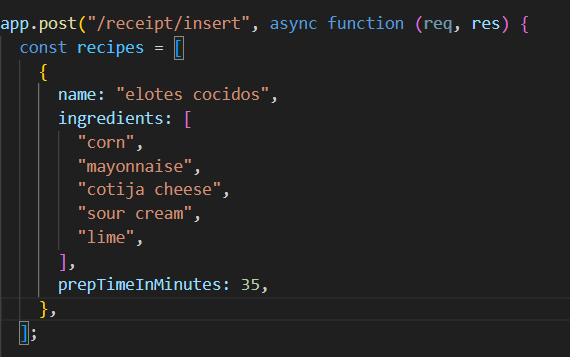 app.post("/receipt/insert", async function (req, res) {
  const recipes = [
    {
      name: "elotes cocidos",
      ingredients: [
        "corn",
        "mayonnaise",
        "cotija cheese",
        "sour cream",
        "lime",
      ],
      prepTimeInMinutes: 35,
    },
  ];